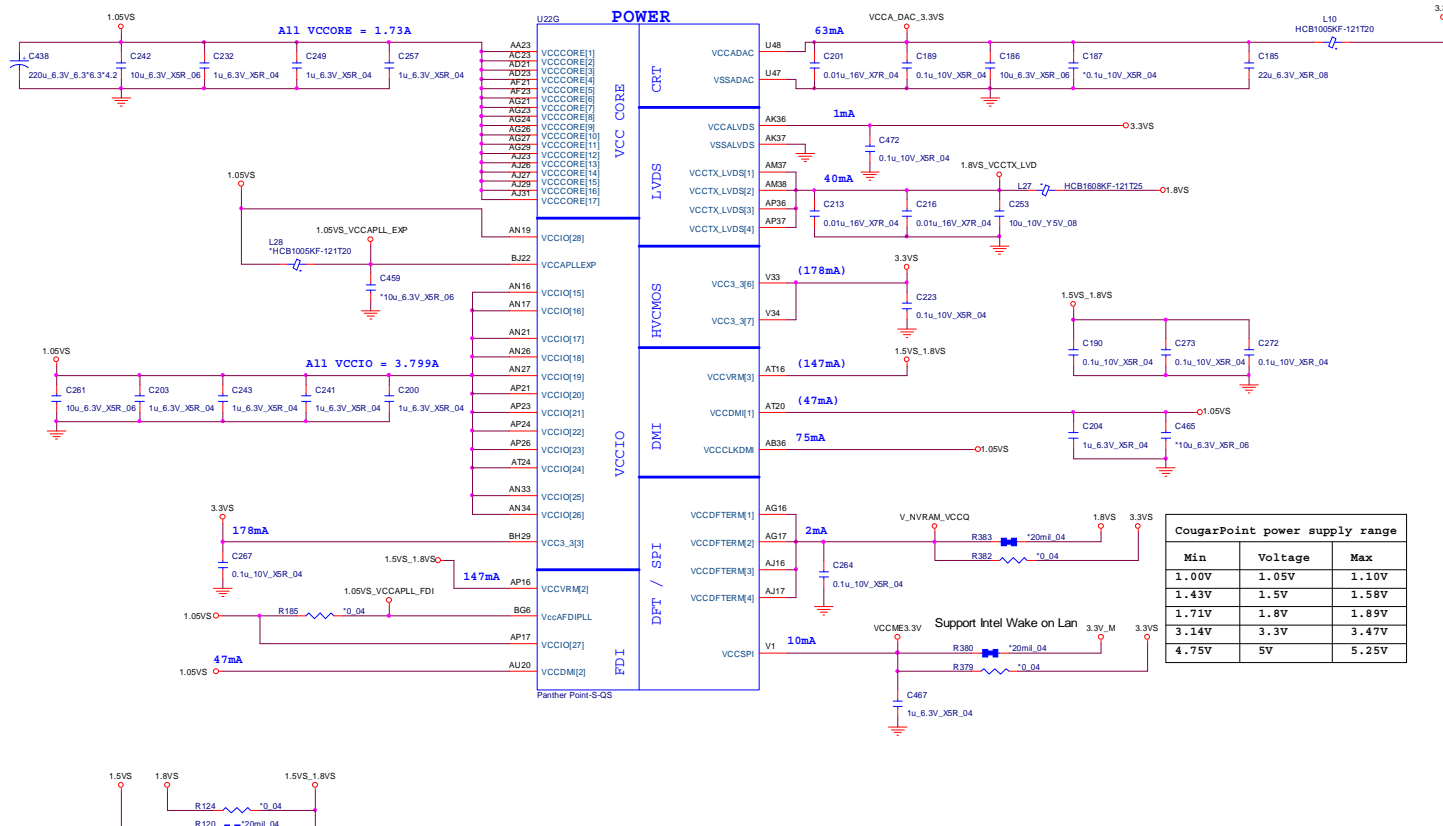 POWER
U22G
1.05VS
All VCCORE = 1.73A
C438
220u_6.3V_6.3*6.3*4.2
C242
10u_6.3V_X5R_06
C232
1u_6.3V_X5R_04
C249
1u_6.3V_X5R_04
C257
1u_6.3V_X5R_04
AA23 VCCCORE[1]
AC23 VCCCORE[2]
AD21 VCCCORE[3]
AD23 VCCCORE[4]
AF21 VCCCORE[5]
AF23 VCCCORE[6]
AG21 VCCCORE[7]
AG23 VCCCORE[8]
AG24 VCCCORE[9]
AG26 VCCCORE[10]
AG27 VCCCORE[11]
AG29 VCCCORE[12]
AJ23 VCCCORE[13]
AJ26 VCCCORE[14]
AJ27 VCCCORE[15]
AJ29 VCCCORE[16]
AJ31 VCCCORE[17]
VCC CORE
1.05VS
1.05VS_VCCAPLL_EXP
L28
*HCB1005KF-121T20
C459
*10u_6.3V_X5R_06
AN19 VCCIO[28]
BJ22 VCCAPLLEXP
AN16 VCCIO[15]
AN17 VCCIO[16]
AN21 VCCIO[17]
AN26 VCCIO[18]
AN27 VCCIO[19]
AP21 VCCIO[20]
AP23 VCCIO[21]
AP24 VCCIO[22]
AP26 VCCIO[23]
AT24 VCCIO[24]
AN33 VCCIO[25]
AN34 VCCIO[26]
VCCIO
1.05VS
All VCCIO = 3.799A
C261
10u_6.3V_X5R_06
C203
1u_6.3V_X5R_04
C243
1u_6.3V_X5R_04
C241
1u_6.3V_X5R_04
C200
1u_6.3V_X5R_04
3.3VS
178mA
C267
0.1u_10V_X5R_04
BH29 VCC3_3[3]
1.5VS_1.8VS
147mA
AP16 VCCVRM[2]
1.05VS_VCCAPLL_FDI
1.05VS
R185 *0_04
BG6 VccAFDIPLL
AP17 VCCIO[27]
47mA
1.05VS
AU20 VCCDMI[2]
FDI
Panther Point-S-QS
CRT
VCCADAC U48
VSSADAC U47
63mA
VCCA_DAC_3.3VS
C201
0.01u_16V_X7R_04
C189
0.1u_10V_X5R_04
C186
10u_6.3V_X5R_06
C187
*0.1u_10V_X5R_04
C185
22u_6.3V_X5R_08
L10
HCB1005KF-121T20
LVDS
VCCALVDS AK36
VSSALVDS AK37
1mA
3.3VS
C472
0.1u_10V_X5R_04
VCCTX_LVDS[1] AM37
VCCTX_LVDS[2] AM38
VCCTX_LVDS[3] AP36
VCCTX_LVDS[4] AP37
40mA
1.8VS_VCCTX_LVD
L27 HCB1608KF-121T25
1.8VS
C213
0.01u_16V_X7R_04
C216
0.01u_16V_X7R_04
C253
10u_10V_Y5V_08
HVCMOS
VCC3_3[6] V33
VCC3_3[7] V34
(178mA)
3.3VS
C223
0.1u_10V_X5R_04
1.5VS_1.8VS
C190
0.1u_10V_X5R_04
C273
0.1u_10V_X5R_04
C272
0.1u_10V_X5R_04
DMI
VCCVRM[3] AT16
(147mA)
1.5VS_1.8VS
VCCDMI[1] AT20
(47mA)
1.05VS
C204
1u_6.3V_X5R_04
C465
*10u_6.3V_X5R_06
VCCCLKDMI AB36
75mA
1.05VS
DFT / SPI
VCCDFTERM[1] AG16
VCCDFTERM[2] AG17
VCCDFTERM[3] AJ16
VCCDFTERM[4] AJ17
2mA
C264
0.1u_10V_X5R_04
V_NVRAM_VCCQ
R383 *20mil_04
R382 *0_04
1.8VS
3.3VS
VCCSPI V1
10mA
VCCME3.3V
Support Intel Wake on Lan
3.3V_M
3.3VS
R380 *20mil_04
R379 *0_04
C467
1u_6.3V_X5R_04
CougarPoint power supply range
Min Voltage Max
1.00V 1.05V 1.10V
1.43V 1.5V 1.58V
1.71V 1.8V 1.89V
3.14V 3.3V 3.47V
4.75V 5V 5.25V
1.5VS
1.8VS
1.5VS_1.8VS
R124 *0_04
R120 *20mil_04